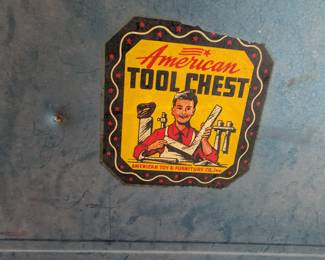 American
TOOL CHEST
AMERICAN TOY & FURNITURE CO., INC.